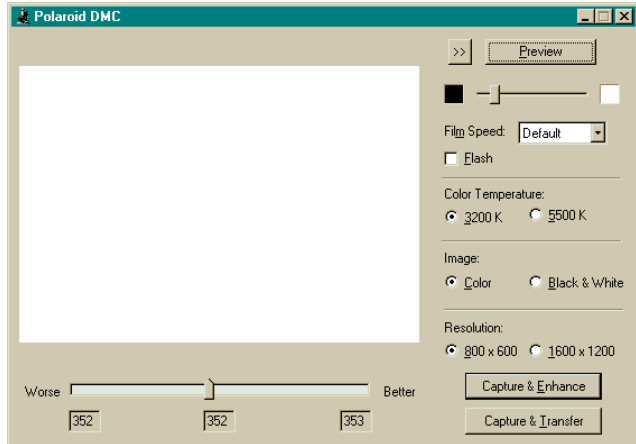 Polaroid DMC
>> Preview
Film Speed: Default
Flash
Color Temperature:
3200 K 5500 K
Image:
Color Black & White
Resolution:
800 x 600 1600 x 1200
Worse Better
352 352 353
Capture & Enhance
Capture & Transfer